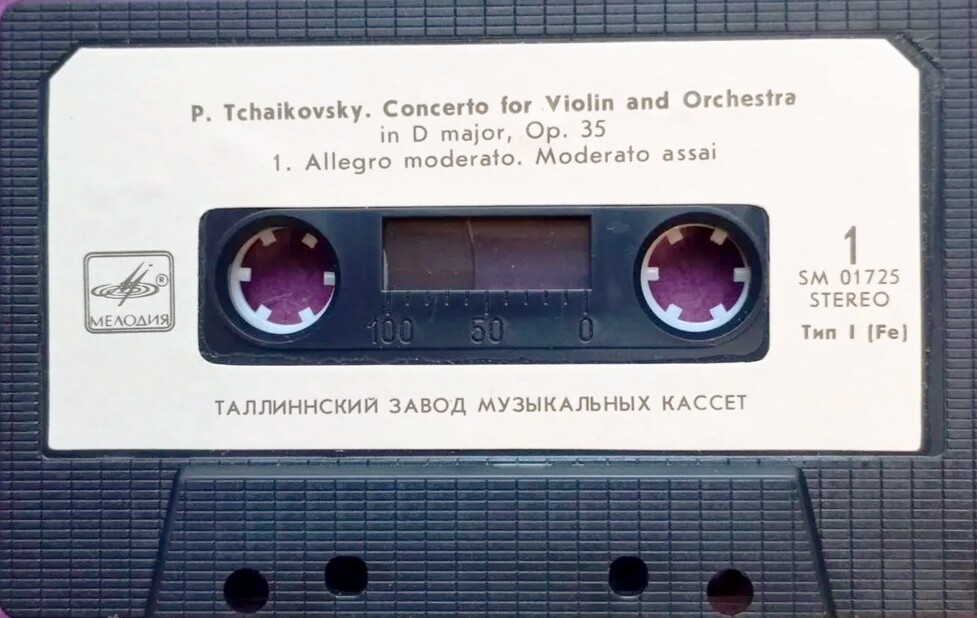 P. Tchaikovsky. Concerto for Violin and Orchestra
in D major, Op. 35
1. Allegro moderato. Moderato assai
1
SM 01725
STEREO
Тип I (Fe)
®
МЕЛОДИЯ
100 50 0
ТАЛЛИННСКИЙ ЗАВОД МУЗЫКАЛЬНЫХ КАССЕТ